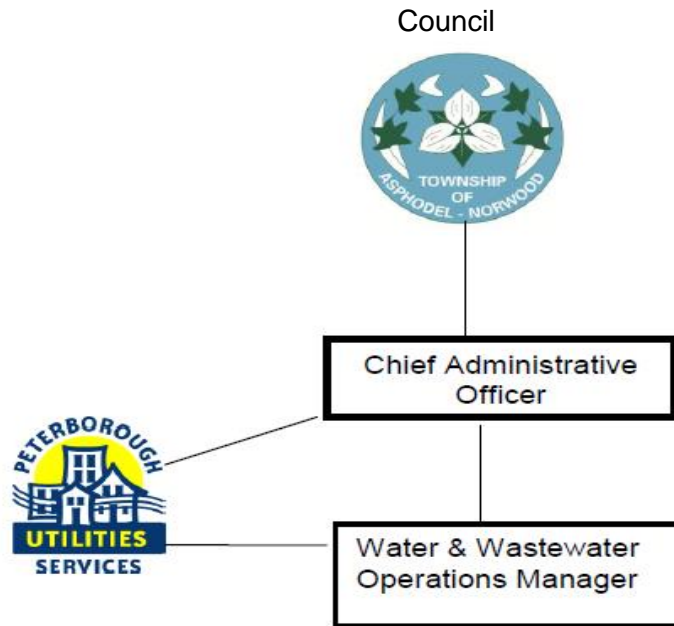 Council
TOWNSHIP
OF
ASPHODEL - NORWOOD
Chief Administrative
Officer
PETERBOROUGH
UTILITIES
SERVICES
Water & Wastewater
Operations Manager